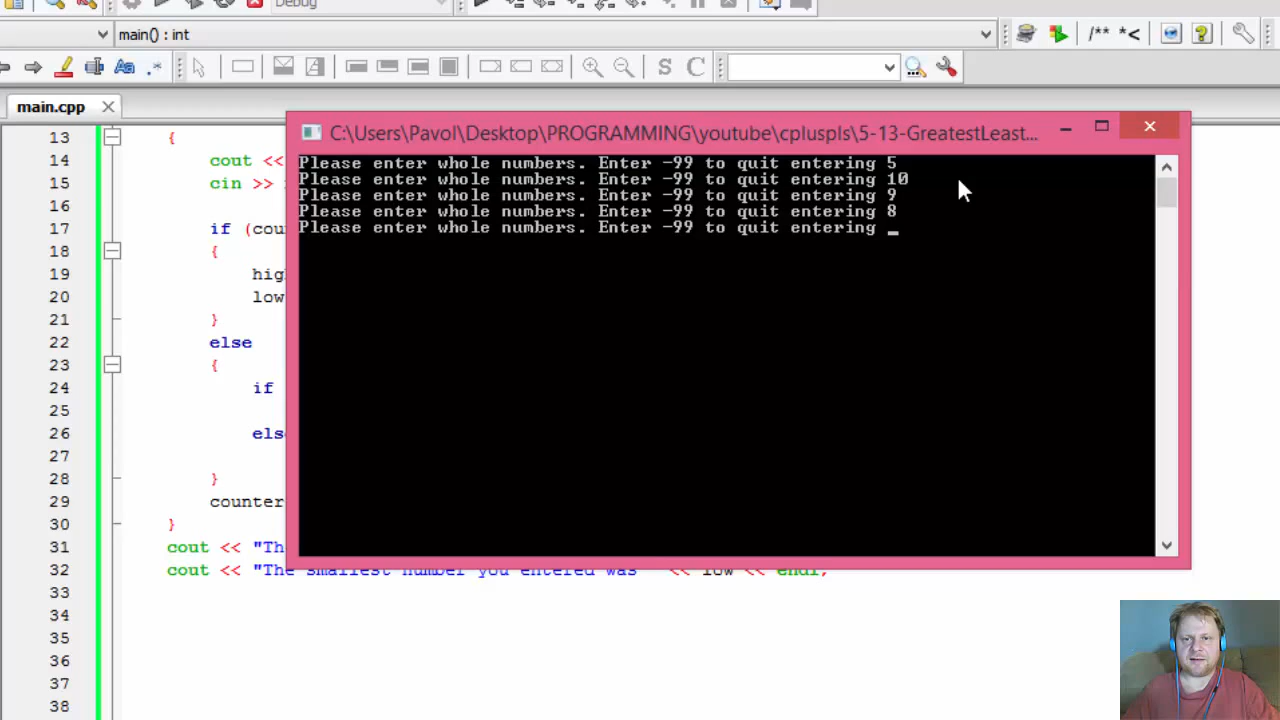 Debug
main() : int
/** *<
Aa .*
S C
main.cpp
C:\Users\Pavol\Desktop\PROGRAMMING\youtube\cpluspls\5-13-GreatestLeast...
Please enter whole numbers. Enter -99 to quit entering 5
Please enter whole numbers. Enter -99 to quit entering 10
Please enter whole numbers. Enter -99 to quit entering 9
Please enter whole numbers. Enter -99 to quit entering 8
Please enter whole numbers. Enter -99 to quit entering _
13 {
14 cout <<
15 cin >>
16
17 if (cou
18 {
19 hig
20 low
21 }
22 else
23 {
24 if
25
26 els
27
28 }
29 counter
30 }
31 cout << "Th
32 cout << "The smallest number you entered was " << low << endl;
33
34
35
36
37
38